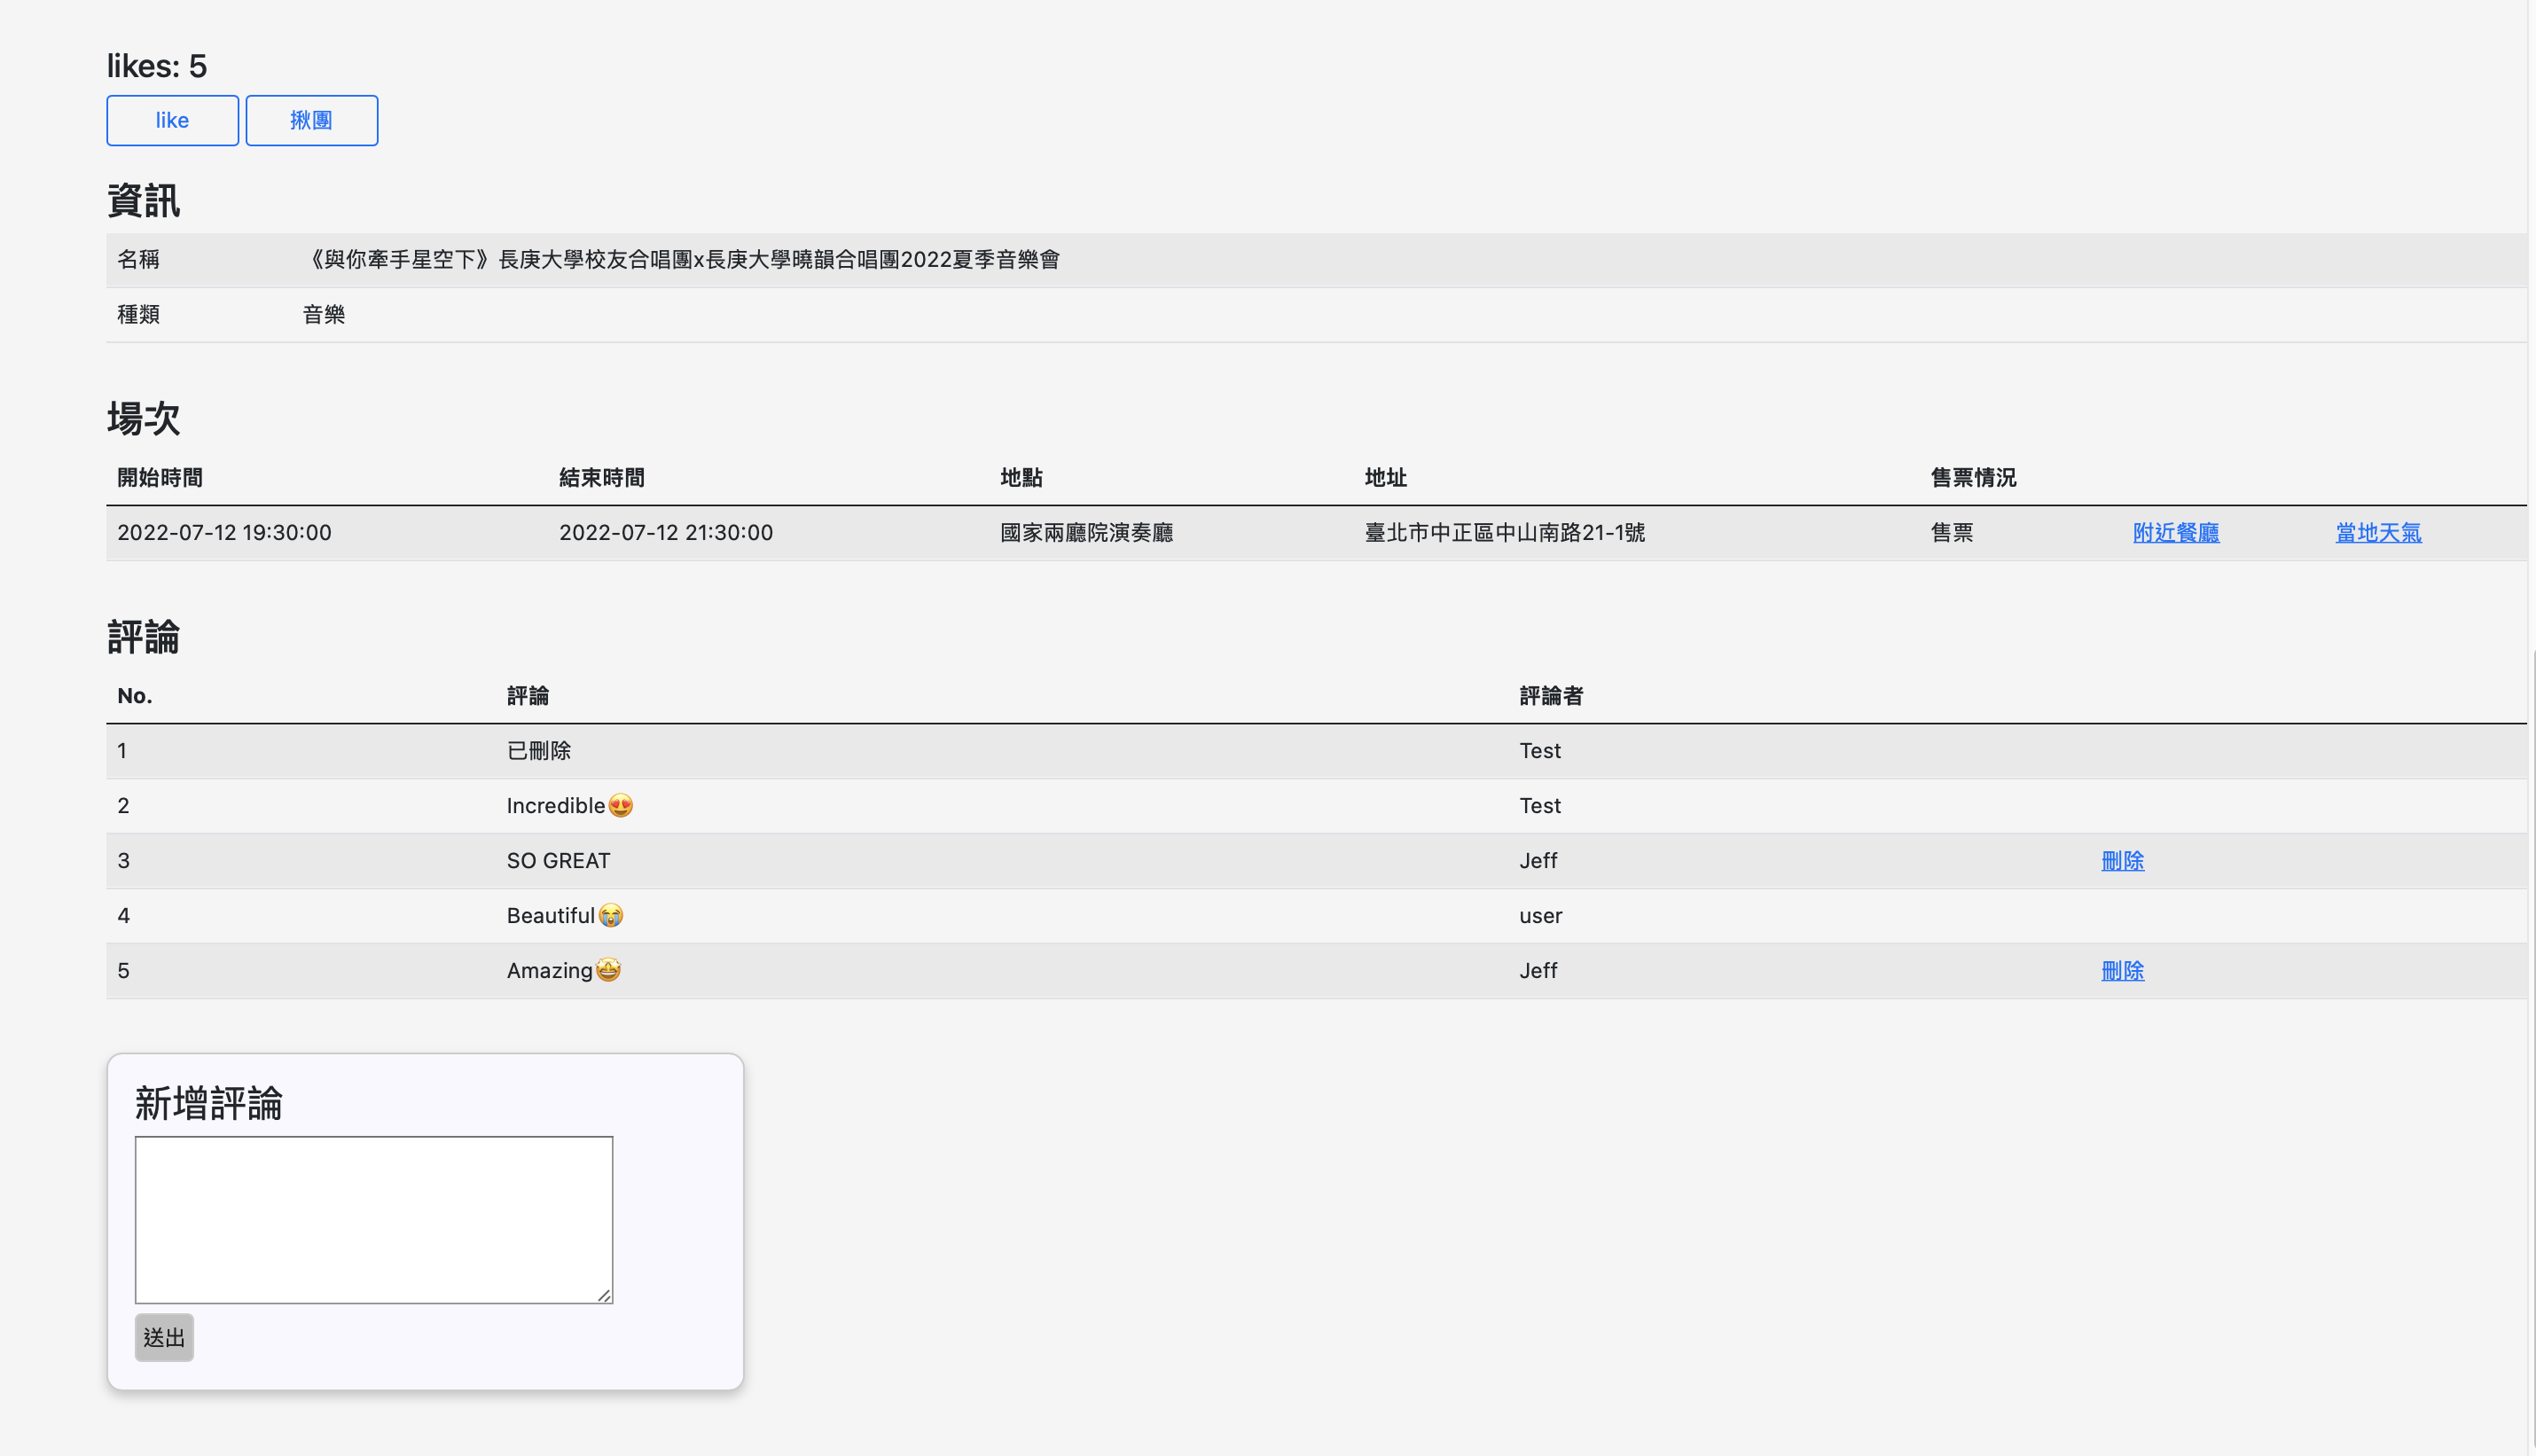 likes: 5
like 揪團
資訊
名稱 《與你牽手星空下》長庚大學校友合唱團x長庚大學曉韻合唱團2022夏季音樂會
種類 音樂
場次
開始時間 結束時間 地點 地址 售票情況
2022-07-12 19:30:00 2022-07-12 21:30:00 國家兩廳院演奏廳 臺北市中正區中山南路21-1號 售票 附近餐廳 當地天氣
評論
No. 評論 評論者
1 已刪除 Test
2 Incredible😍 Test
3 SO GREAT Jeff 刪除
4 Beautiful😭 user
5 Amazing🤩 Jeff 刪除
新增評論
送出